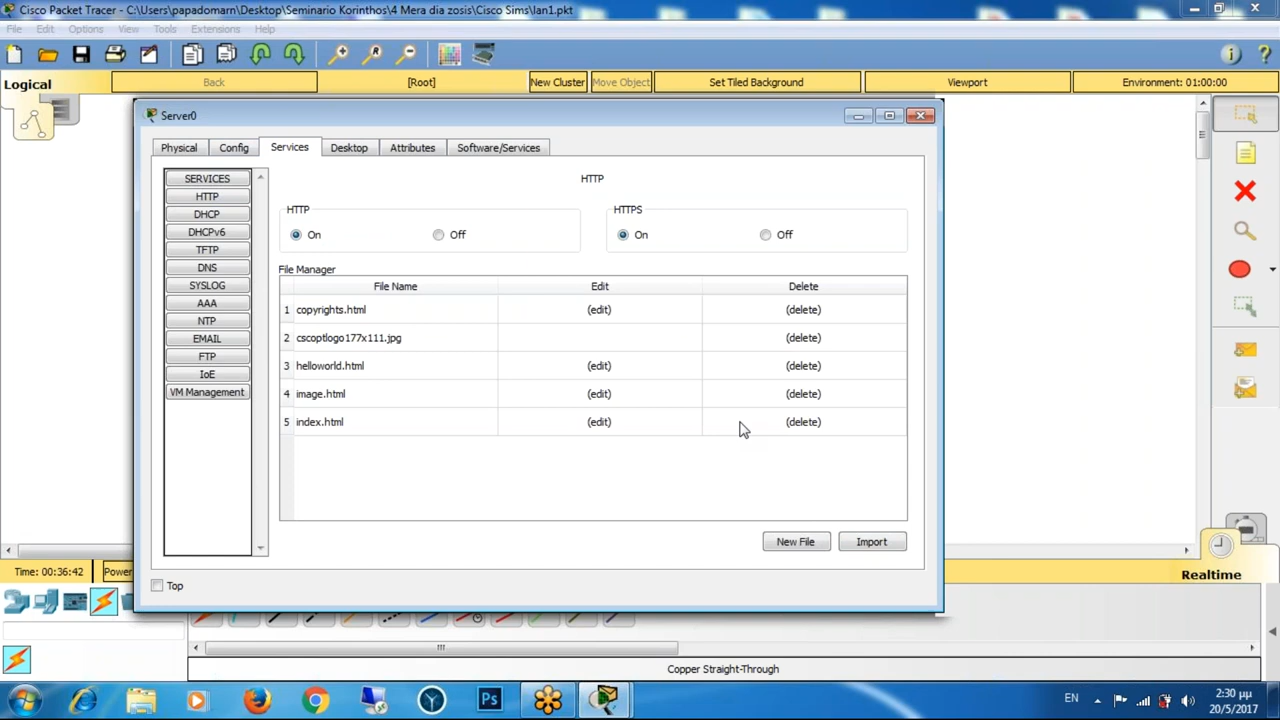 Cisco Packet Tracer - C:\Users\papadomarn\Desktop\Seminario Korinthos\4 Mera dia zosis\Cisco Sims\lan1.pkt
File Edit Options View Tools Extensions Help
Logical Back [Root] New Cluster Move Object Set Tiled Background Viewport Environment: 01:00:00
Server0
Physical Config Services Desktop Attributes Software/Services
SERVICES
HTTP
DHCP
DHCPv6
TFTP
DNS
SYSLOG
AAA
NTP
EMAIL
FTP
IoE
VM Management
HTTP
HTTP HTTPS
On Off On Off
File Manager
File Name Edit Delete
1 copyrights.html (edit) (delete)
2 cscoptlogo177x111.jpg (delete)
3 helloworld.html (edit) (delete)
4 image.html (edit) (delete)
5 index.html (edit) (delete)
New File Import
Top
Time: 00:36:42 Power
Realtime
Copper Straight-Through
Ps
EN
2:30 μμ
20/5/2017